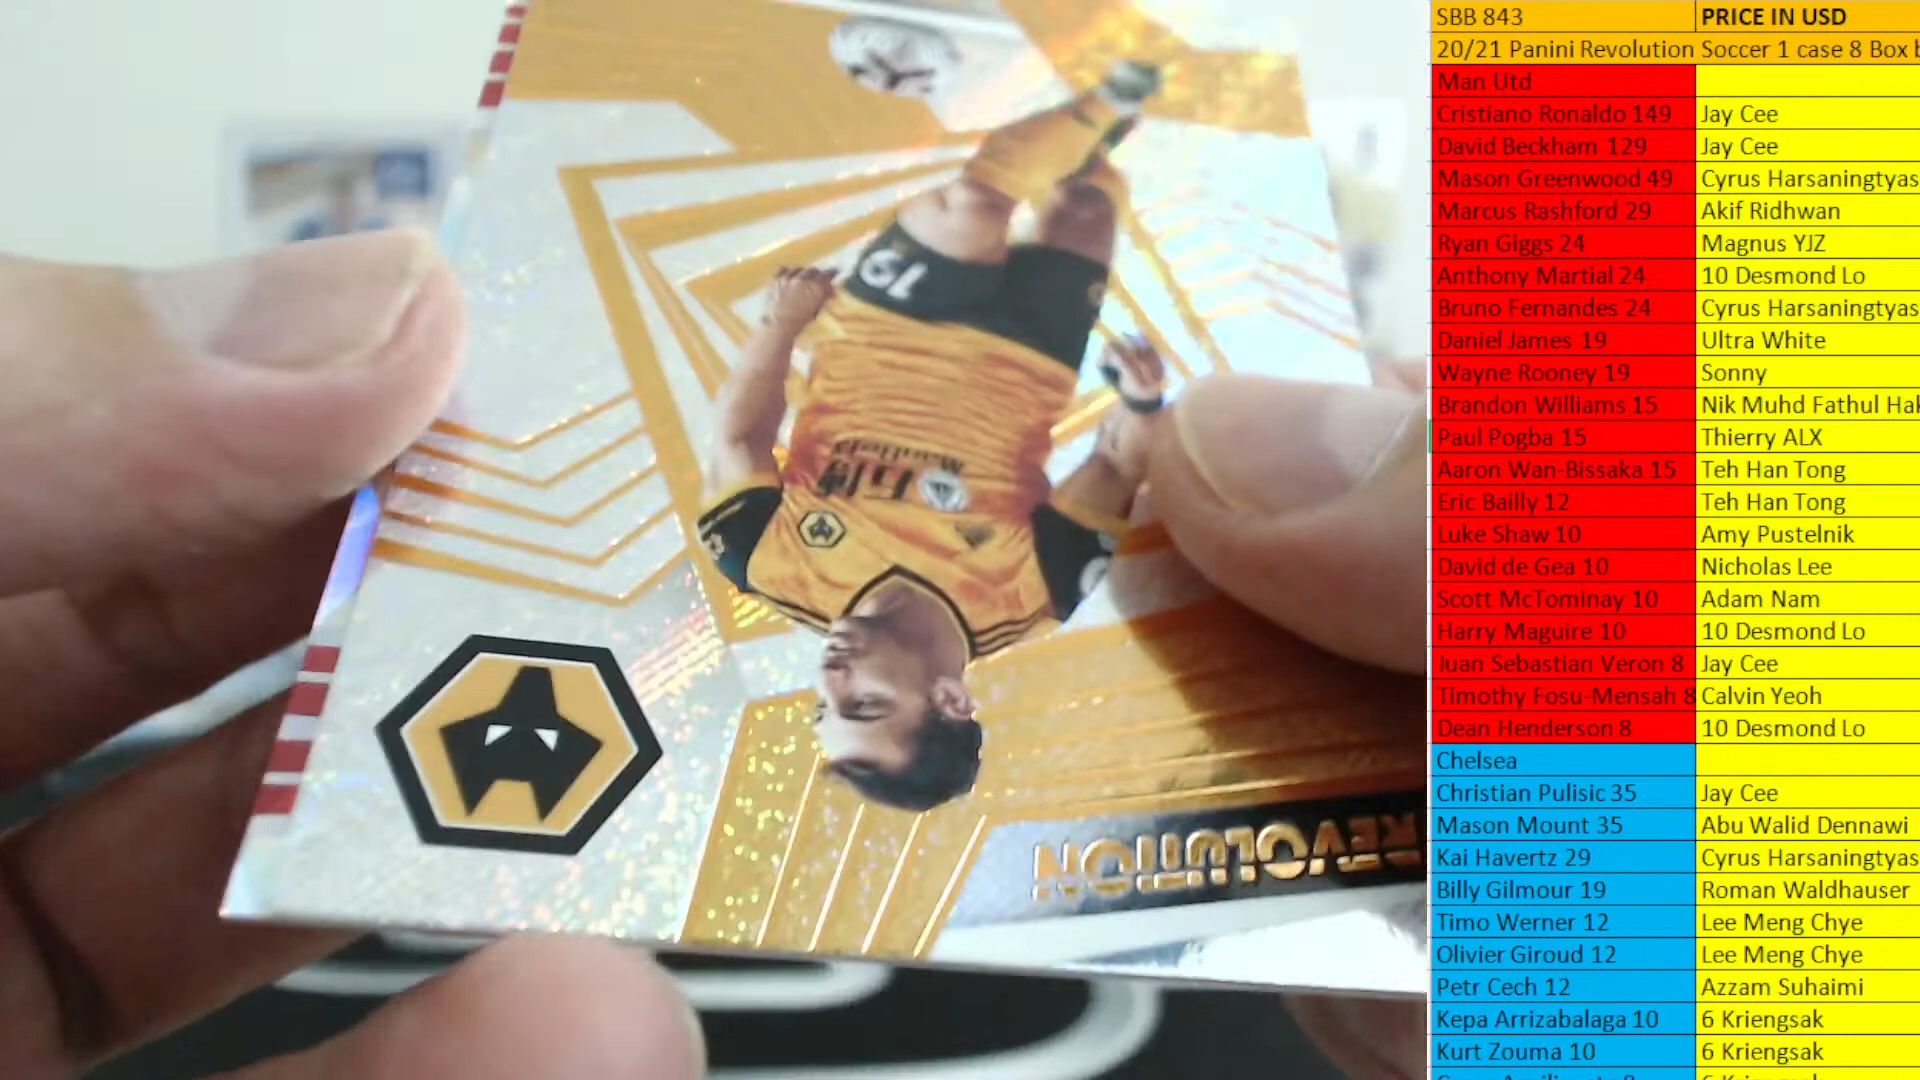 19
ManBetX
REVOLUTION
SBB 843 PRICE IN USD
20/21 Panini Revolution Soccer 1 case 8 Box
Man Utd
Cristiano Ronaldo 149 Jay Cee
David Beckham 129 Jay Cee
Mason Greenwood 49 Cyrus Harsaningtyas
Marcus Rashford 29 Akif Ridhwan
Ryan Giggs 24 Magnus YJZ
Anthony Martial 24 10 Desmond Lo
Bruno Fernandes 24 Cyrus Harsaningtyas
Daniel James 19 Ultra White
Wayne Rooney 19 Sonny
Brandon Williams 15 Nik Muhd Fathul Hak
Paul Pogba 15 Thierry ALX
Aaron Wan-Bissaka 15 Teh Han Tong
Eric Bailly 12 Teh Han Tong
Luke Shaw 10 Amy Pustelnik
David de Gea 10 Nicholas Lee
Scott McTominay 10 Adam Nam
Harry Maguire 10 10 Desmond Lo
Juan Sebastian Veron 8 Jay Cee
Timothy Fosu-Mensah 8 Calvin Yeoh
Dean Henderson 8 10 Desmond Lo
Chelsea
Christian Pulisic 35 Jay Cee
Mason Mount 35 Abu Walid Dennawi
Kai Havertz 29 Cyrus Harsaningtyas
Billy Gilmour 19 Roman Waldhauser
Timo Werner 12 Lee Meng Chye
Olivier Giroud 12 Lee Meng Chye
Petr Cech 12 Azzam Suhaimi
Kepa Arrizabalaga 10 6 Kriengsak
Kurt Zouma 10 6 Kriengsak